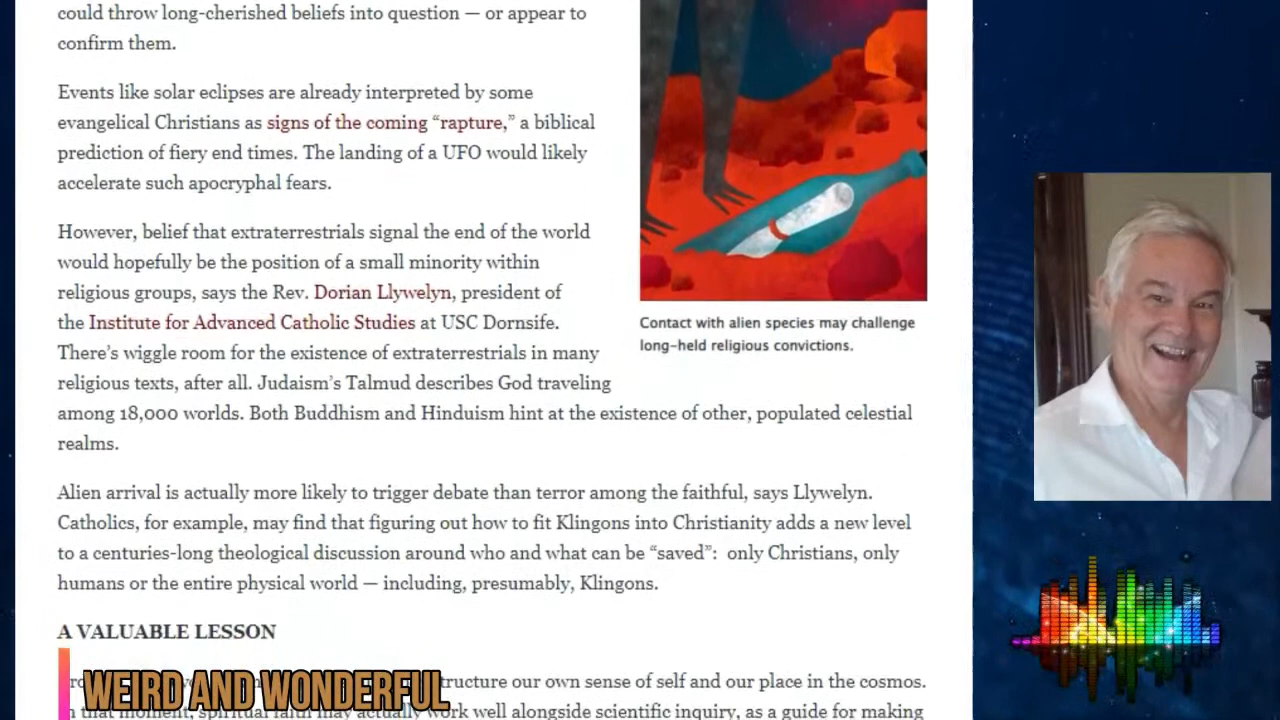 could throw long-cherished beliefs into question — or appear to
confirm them.
Events like solar eclipses are already interpreted by some
evangelical Christians as signs of the coming “rapture,” a biblical
prediction of fiery end times. The landing of a UFO would likely
accelerate such apocryphal fears.
However, belief that extraterrestrials signal the end of the world
would hopefully be the position of a small minority within
religious groups, says the Rev. Dorian Llywelyn, president of
the Institute for Advanced Catholic Studies at USC Dornsife.
There’s wiggle room for the existence of extraterrestrials in many
religious texts, after all. Judaism’s Talmud describes God traveling
among 18,000 worlds. Both Buddhism and Hinduism hint at the existence of other, populated celestial
realms.
Contact with alien species may challenge
long-held religious convictions.
Alien arrival is actually more likely to trigger debate than terror among the faithful, says Llywelyn.
Catholics, for example, may find that figuring out how to fit Klingons into Christianity adds a new level
to a centuries-long theological discussion around who and what can be “saved”:  only Christians, only
humans or the entire physical world — including, presumably, Klingons.
A VALUABLE LESSON
structure our own sense of self and our place in the cosmos.
that moment, spiritual faith may actually work well alongside scientific inquiry, as a guide for making
WEIRD AND WONDERFUL